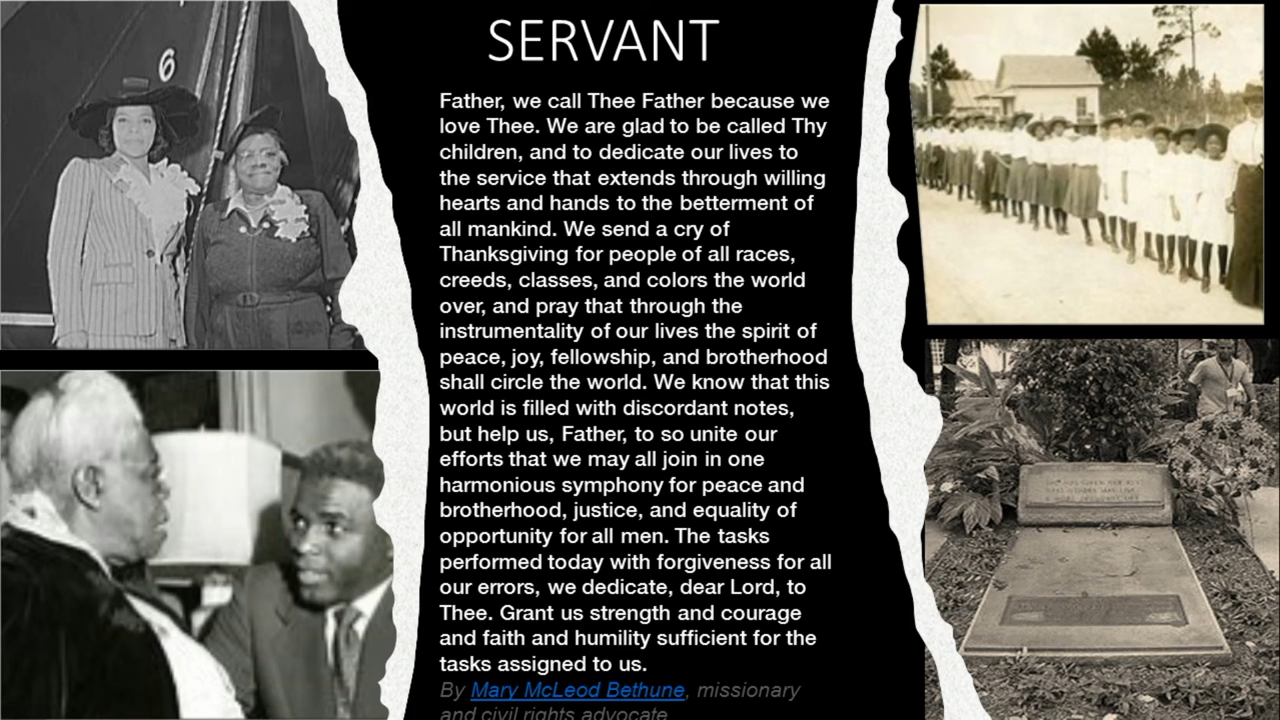 6
SERVANT
Father, we call Thee Father because we
love Thee. We are glad to be called Thy
children, and to dedicate our lives to
the service that extends through willing
hearts and hands to the betterment of
all mankind. We send a cry of
Thanksgiving for people of all races,
creeds, classes, and colors the world
over, and pray that through the
instrumentality of our lives the spirit of
peace, joy, fellowship, and brotherhood
shall circle the world. We know that this
world is filled with discordant notes,
but help us, Father, to so unite our
efforts that we may all join in one
harmonious symphony for peace and
brotherhood, justice, and equality of
opportunity for all men. The tasks
performed today with forgiveness for all
our errors, we dedicate, dear Lord, to
Thee. Grant us strength and courage
and faith and humility sufficient for the
tasks assigned to us.
By Mary McLeod Bethune, missionary
and civil rights advocate